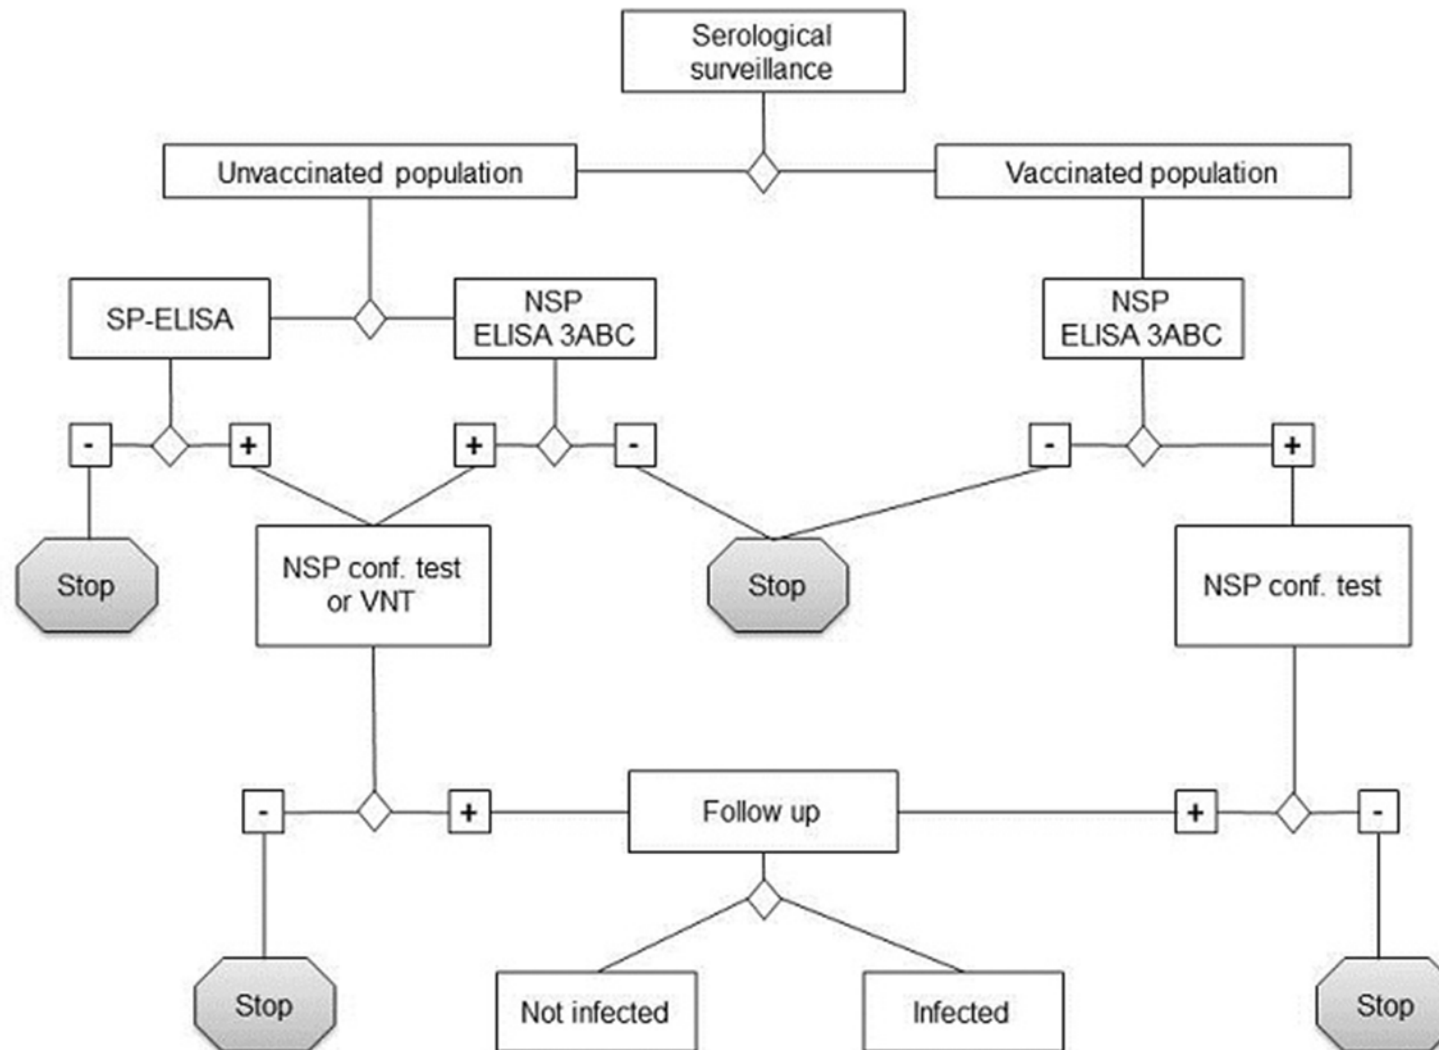 Serological
surveillance
Unvaccinated population
Vaccinated population
SP-ELISA
NSP
ELISA 3ABC
NSP
ELISA 3ABC
-
+
+
-
-
+
Stop
NSP conf. test
or VNT
Stop
NSP conf. test
-
+
Follow up
+
-
Stop
Not infected
Infected
Stop